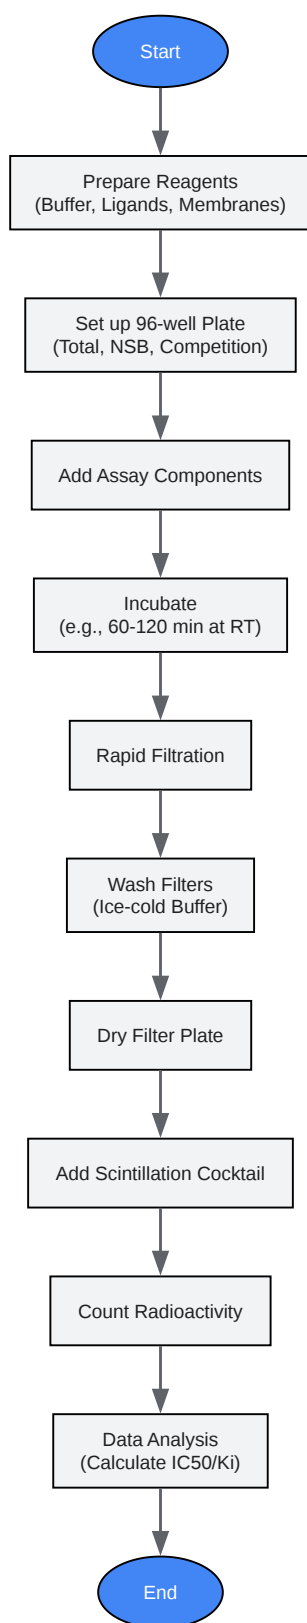 Start
Prepare Reagents
(Buffer, Ligands, Membranes)
Set up 96-well Plate
(Total, NSB, Competition)
Add Assay Components
Incubate
(e.g., 60-120 min at RT)
Rapid Filtration
Wash Filters
(Ice-cold Buffer)
Dry Filter Plate
Add Scintillation Cocktail
Count Radioactivity
Data Analysis
(Calculate IC50/Ki)
End